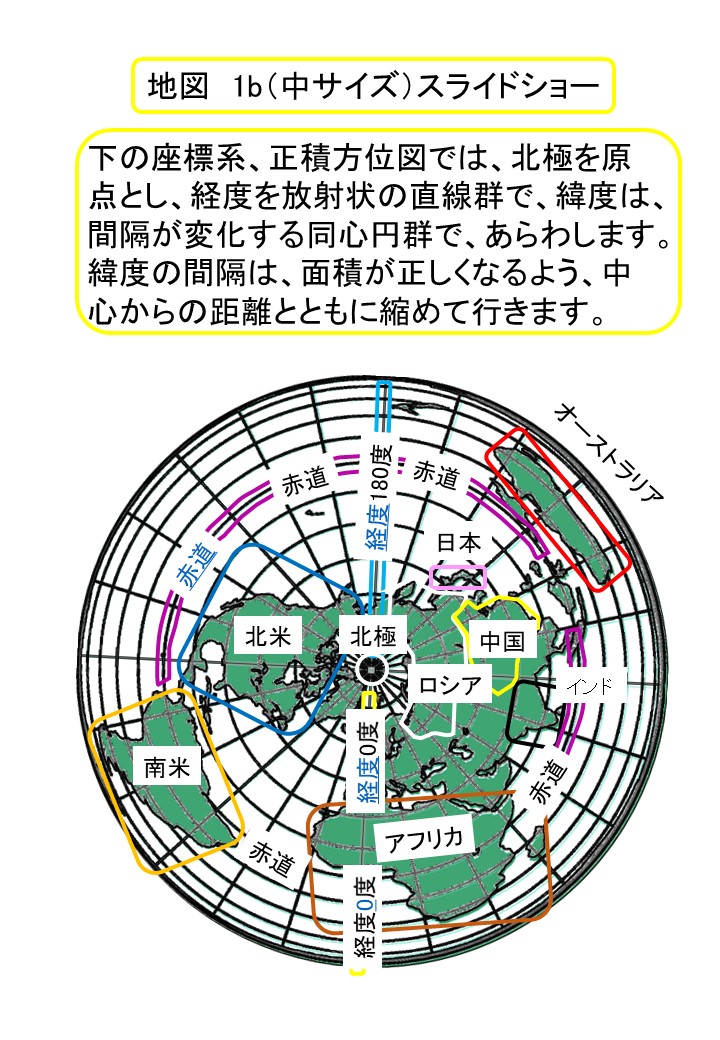 地図　1b（中サイズ）スライドショー
下の座標系、正積方位図では、北極を原
点とし、経度を放射状の直線群で、緯度は、
間隔が変化する同心円群で、あらわします。
緯度の間隔は、面積が正しくなるよう、中
心からの距離とともに縮めて行きます。
オーストラリア
赤道
経度180度
赤道
赤道
日本
北米
北極
中国
ロシア
インド
南米
経度0度
赤道
アフリカ
赤道
経度0度